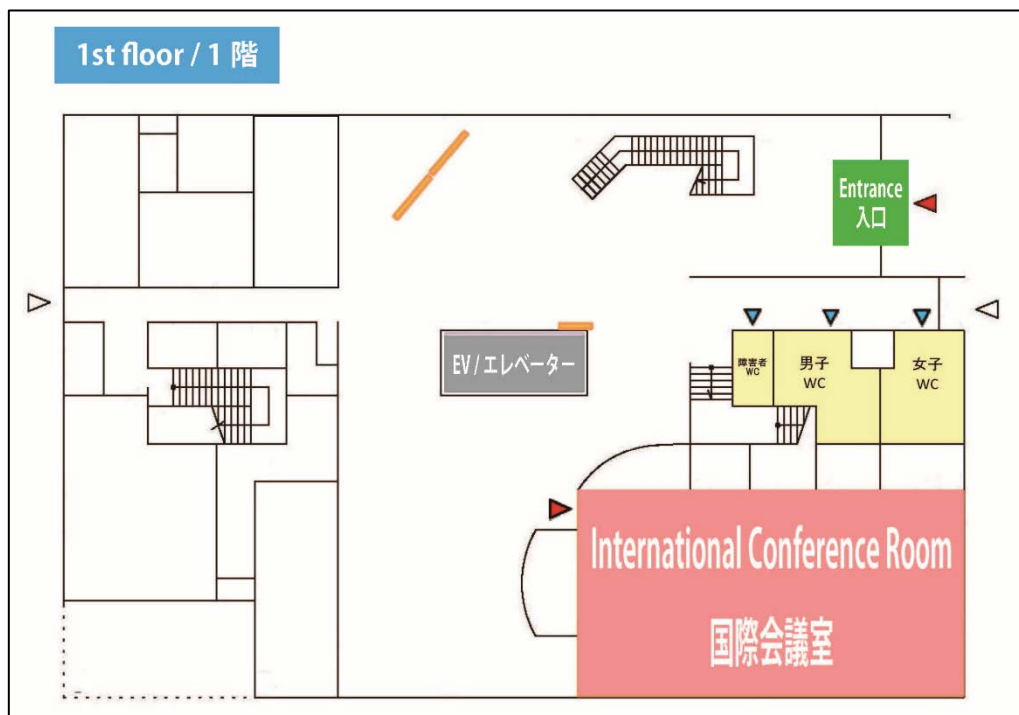 1st floor / 1 階
Entrance
入口
EV / エレベーター
障害者
WC
男子
WC
女子
WC
International Conference Room
国際会議室